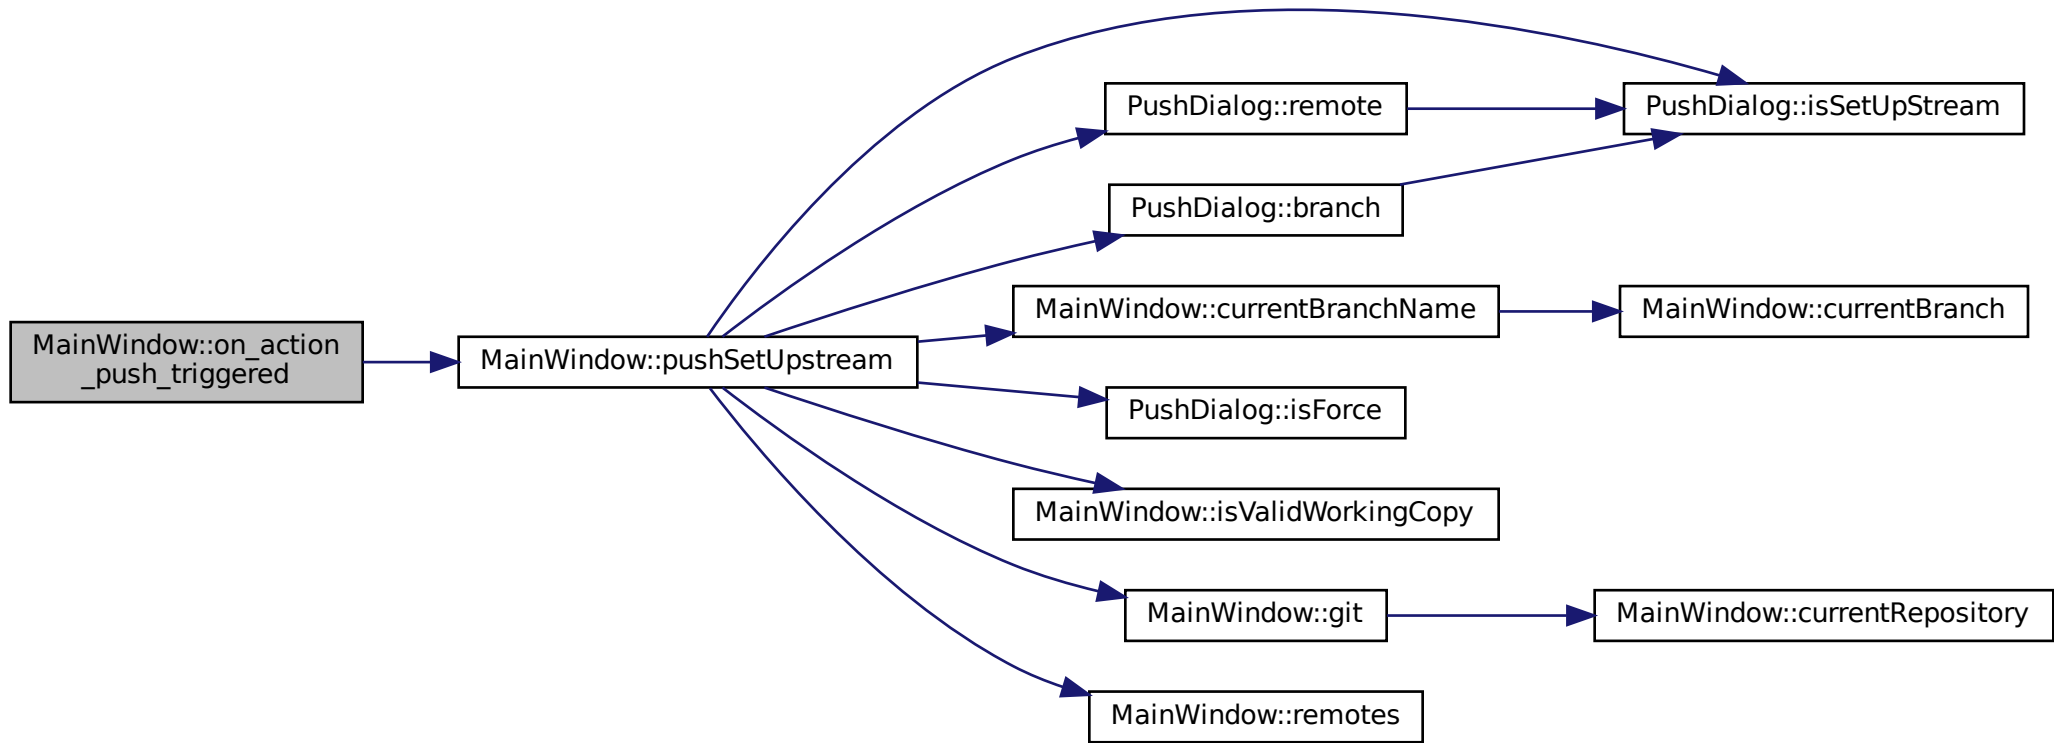 MainWindow::on_action
_push_triggered
MainWindow::pushSetUpstream
PushDialog::remote
PushDialog::isSetUpStream
PushDialog::branch
MainWindow::currentBranchName
MainWindow::currentBranch
PushDialog::isForce
MainWindow::isValidWorkingCopy
MainWindow::git
MainWindow::currentRepository
MainWindow::remotes